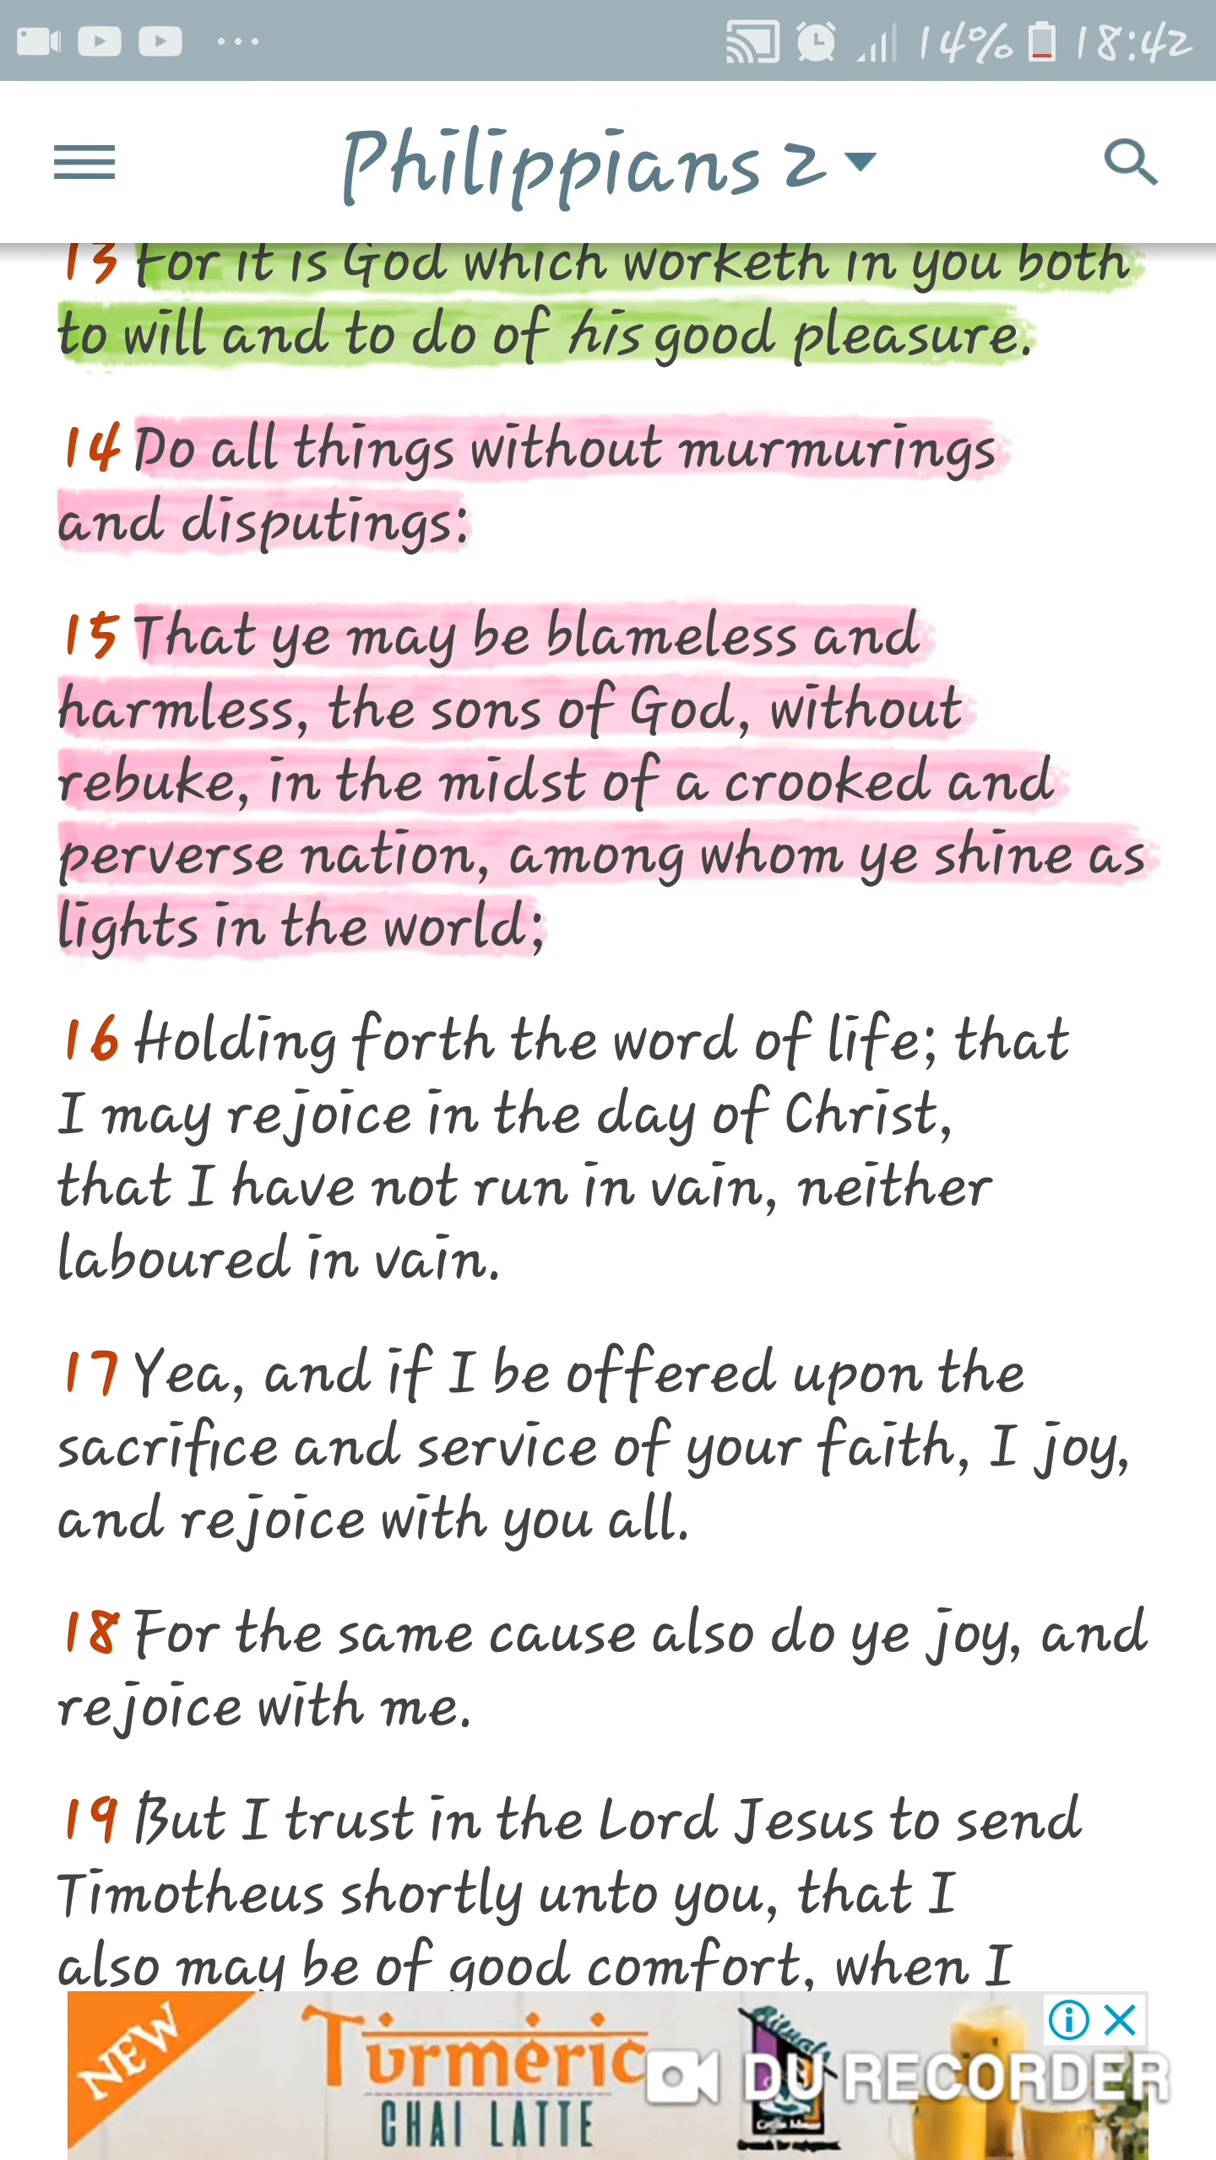 14% 18:42
Philippians 2
13 For it is God which worketh in you both
to will and to do of his good pleasure.
14 Do all things without murmurings
and disputings:
15 That ye may be blameless and
harmless, the sons of God, without
rebuke, in the midst of a crooked and
perverse nation, among whom ye shine as
lights in the world;
16 Holding forth the word of life; that
I may rejoice in the day of Christ,
that I have not run in vain, neither
laboured in vain.
17 Yea, and if I be offered upon the
sacrifice and service of your faith, I joy,
and rejoice with you all.
18 For the same cause also do ye joy, and
rejoice with me.
19 But I trust in the Lord Jesus to send
Timotheus shortly unto you, that I
also may be of good comfort, when I
NEW
Turmeric
CHAI LATTE
Rituals
DU RECORDER